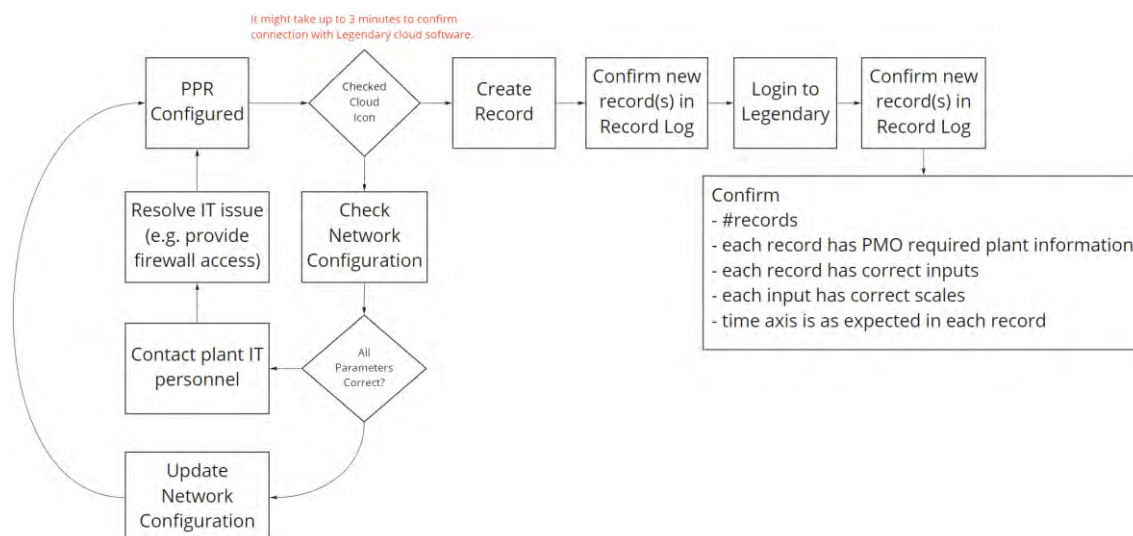 It might take up to 3 minutes to confirm
connection with Legendary cloud software.
PPR
Configured
Checked
Cloud
Icon
Create
Record
Confirm new
record(s) in
Record Log
Login to
Legendary
Confirm new
record(s) in
Record Log
Resolve IT issue
(e.g. provide
firewall access)
Check
Network
Configuration
Confirm
- #records
- each record has PMO required plant information
- each record has correct inputs
- each input has correct scales
- time axis is as expected in each record
Contact plant IT
personnel
All
Parameters
Correct?
Update
Network
Configuration